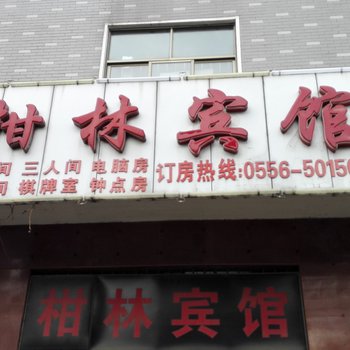 柑林宾馆
间 三人间 电脑房
间 棋牌室 钟点房
订房热线:0556-50150
柑林宾馆